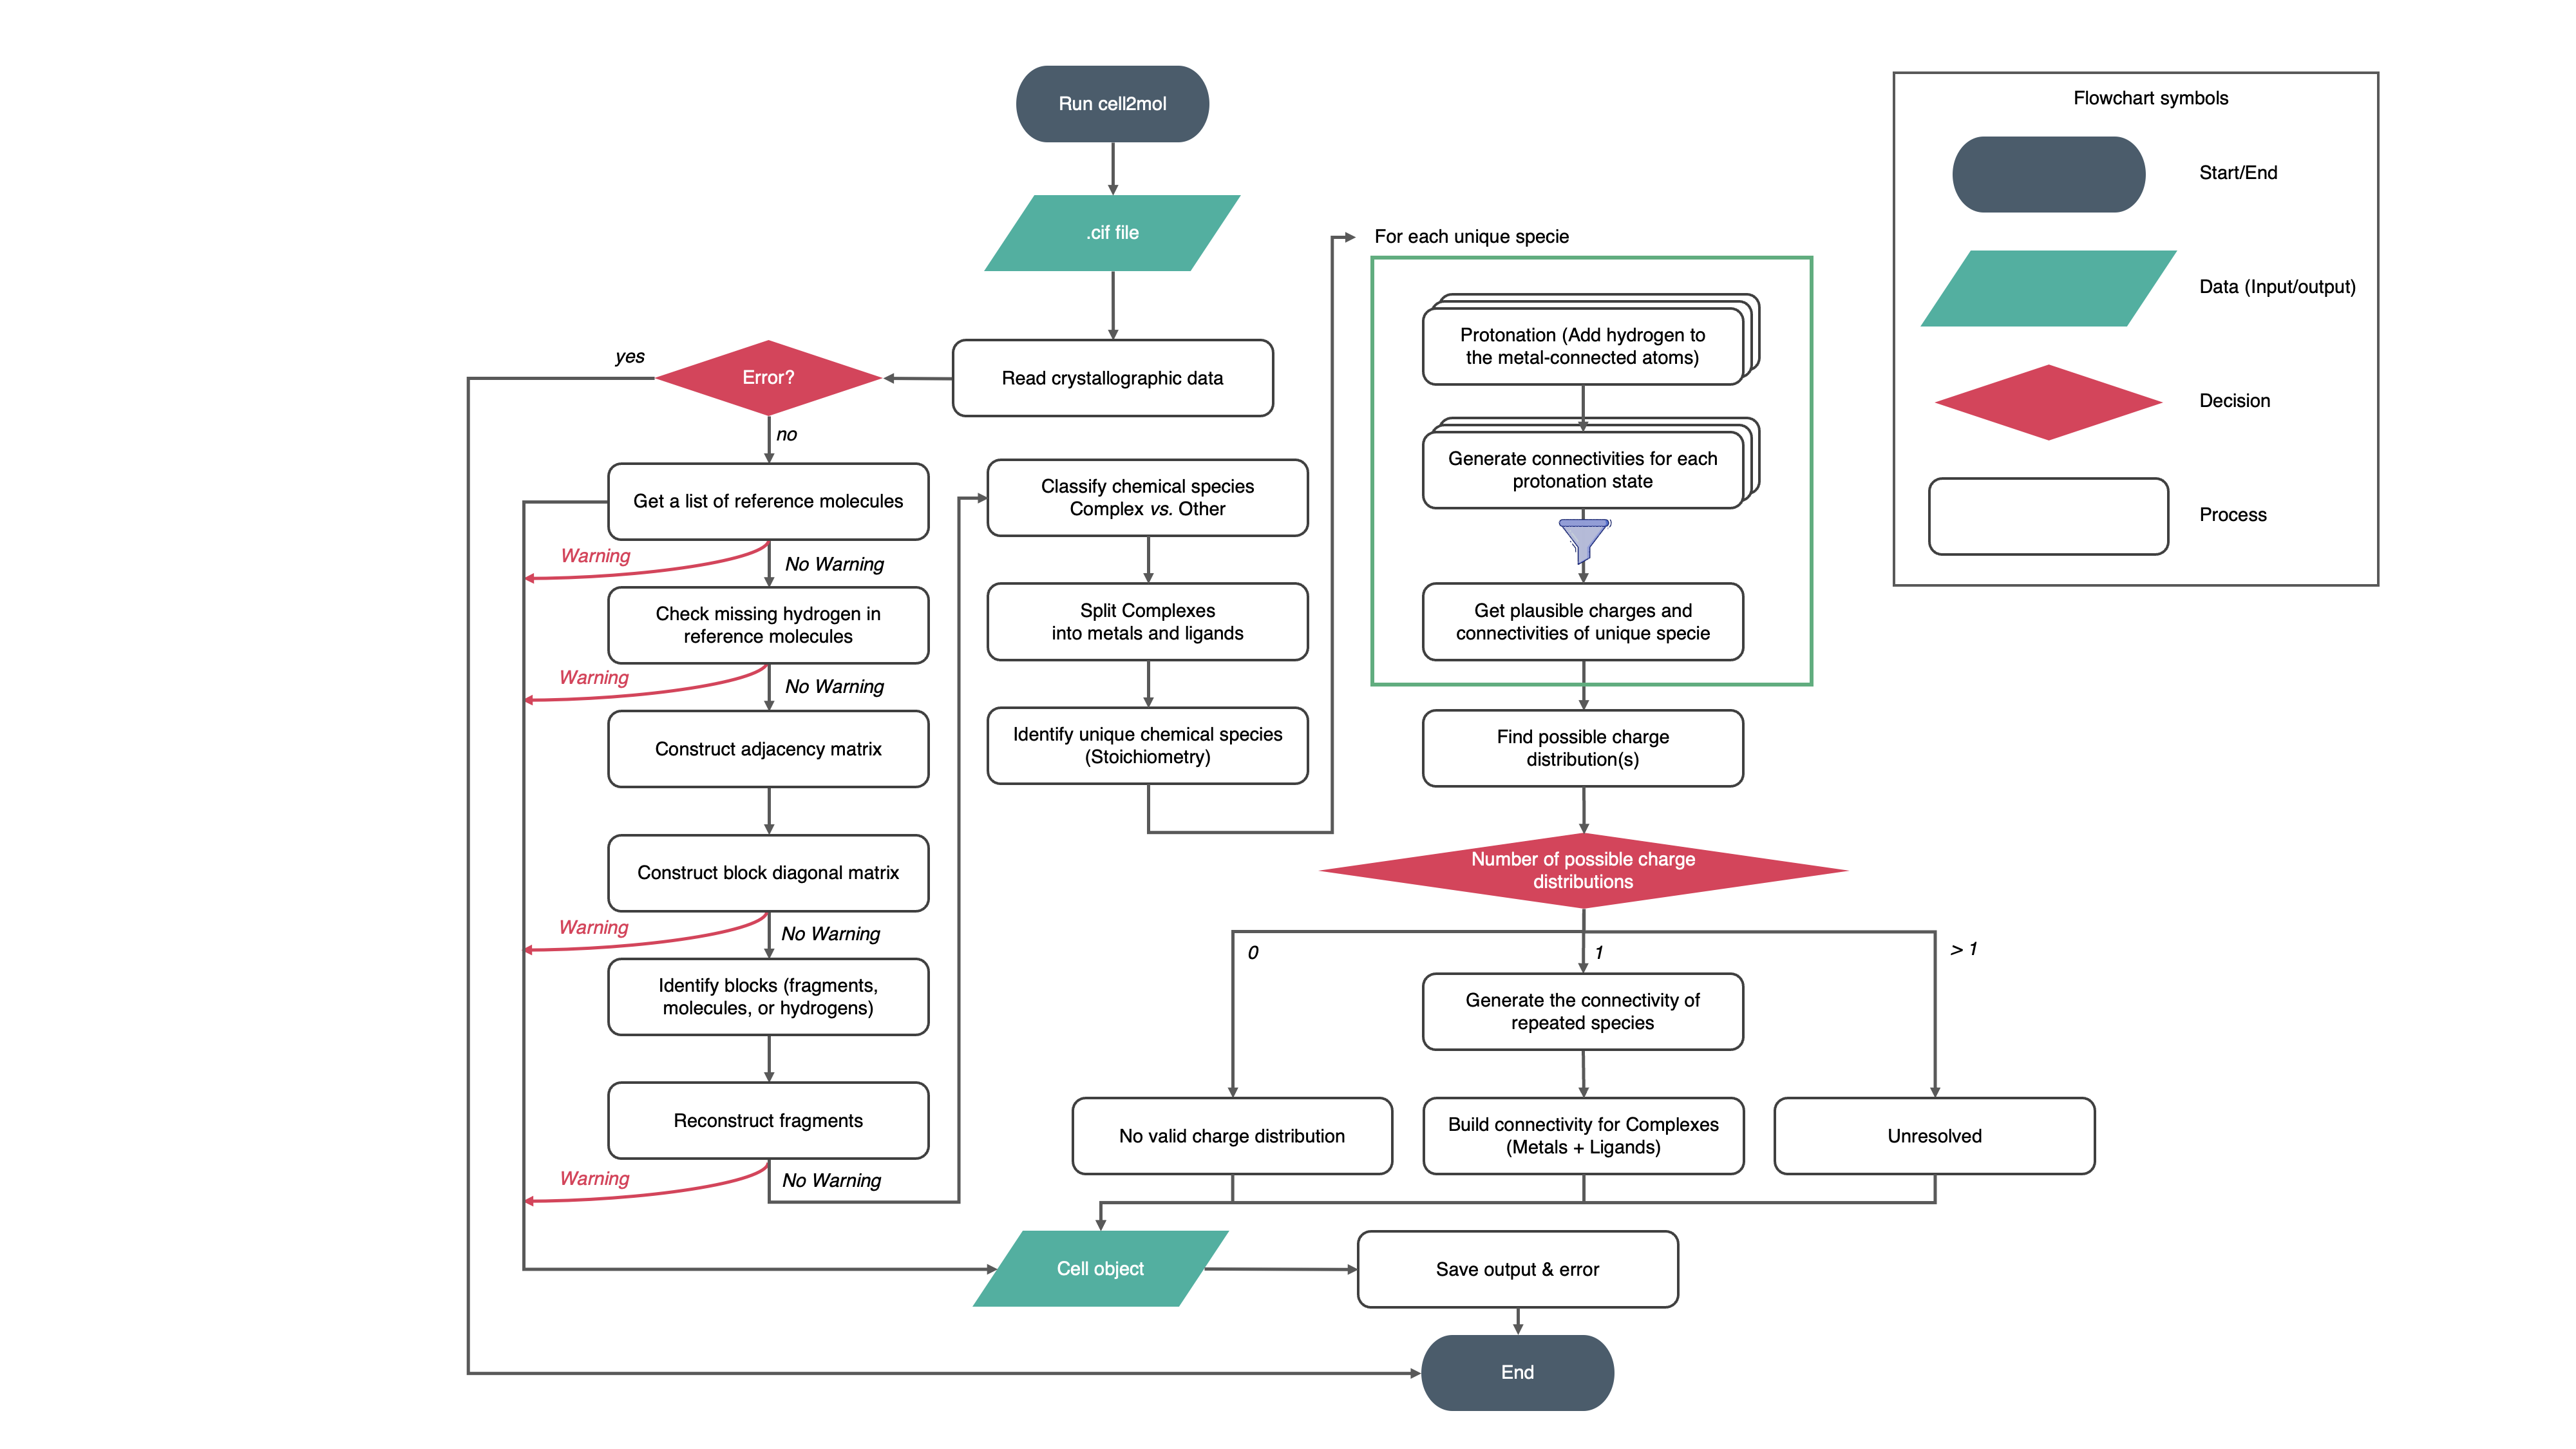 Run cell2mol
.cif file
Read crystallographic data
Error?
yes
no
Get a list of reference molecules
Warning
No Warning
Check missing hydrogen in
reference molecules
Warning
No Warning
Construct adjacency matrix
Construct block diagonal matrix
Warning
No Warning
Identify blocks (fragments,
molecules, or hydrogens)
Reconstruct fragments
Warning
No Warning
Classify chemical species
Complex vs. Other
Split Complexes
into metals and ligands
Identify unique chemical species
(Stoichiometry)
For each unique specie
Protonation (Add hydrogen to
the metal-connected atoms)
Generate connectivities for each
protonation state
Get plausible charges and
connectivities of unique specie
Find possible charge
distribution(s)
Number of possible charge
distributions
0
1
> 1
Generate the connectivity of
repeated species
No valid charge distribution
Build connectivity for Complexes
(Metals + Ligands)
Unresolved
Cell object
Save output & error
End
Flowchart symbols
Start/End
Data (Input/output)
Decision
Process